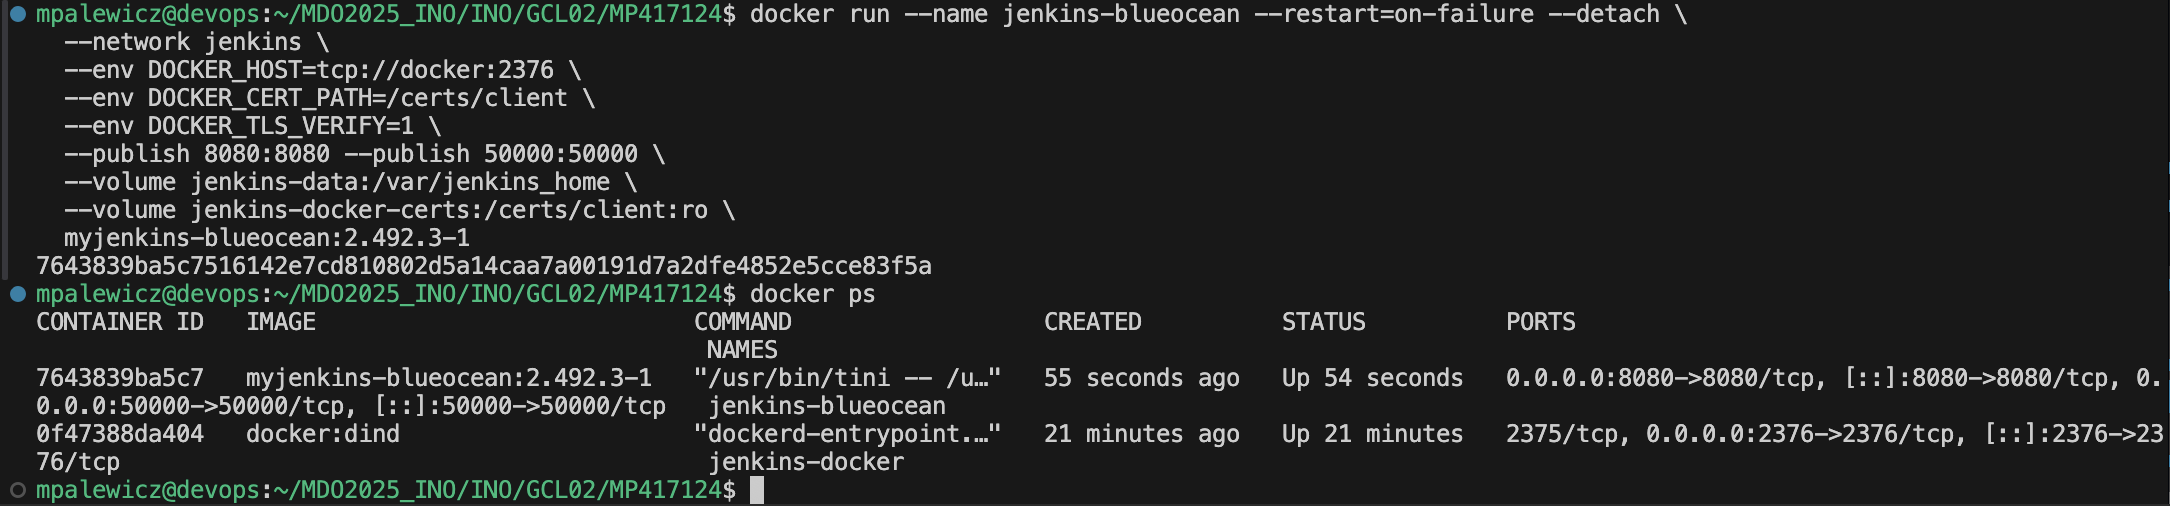 mpalewicz@devops:~/MDO2025_INO/INO/GCL02/MP417124$ docker run --name jenkins-blueocean --restart=on-failure --detach \
  --network jenkins \
  --env DOCKER_HOST=tcp://docker:2376 \
  --env DOCKER_CERT_PATH=/certs/client \
  --env DOCKER_TLS_VERIFY=1 \
  --publish 8080:8080 --publish 50000:50000 \
  --volume jenkins-data:/var/jenkins_home \
  --volume jenkins-docker-certs:/certs/client:ro \
  myjenkins-blueocean:2.492.3-1
7643839ba5c7516142e7cd810802d5a14caa7a00191d7a2dfe4852e5cce83f5a
mpalewicz@devops:~/MDO2025_INO/INO/GCL02/MP417124$ docker ps
CONTAINER ID   IMAGE                           COMMAND                  CREATED          STATUS          PORTS
                                                NAMES
7643839ba5c7   myjenkins-blueocean:2.492.3-1   "/usr/bin/tini -- /u…"   55 seconds ago   Up 54 seconds   0.0.0.0:8080->8080/tcp, [::]:8080->8080/tcp, 0.
0.0.0:50000->50000/tcp, [::]:50000->50000/tcp   jenkins-blueocean
0f47388da404   docker:dind                     "dockerd-entrypoint.…"   21 minutes ago   Up 21 minutes   2375/tcp, 0.0.0.0:2376->2376/tcp, [::]:2376->23
76/tcp                                          jenkins-docker
mpalewicz@devops:~/MDO2025_INO/INO/GCL02/MP417124$